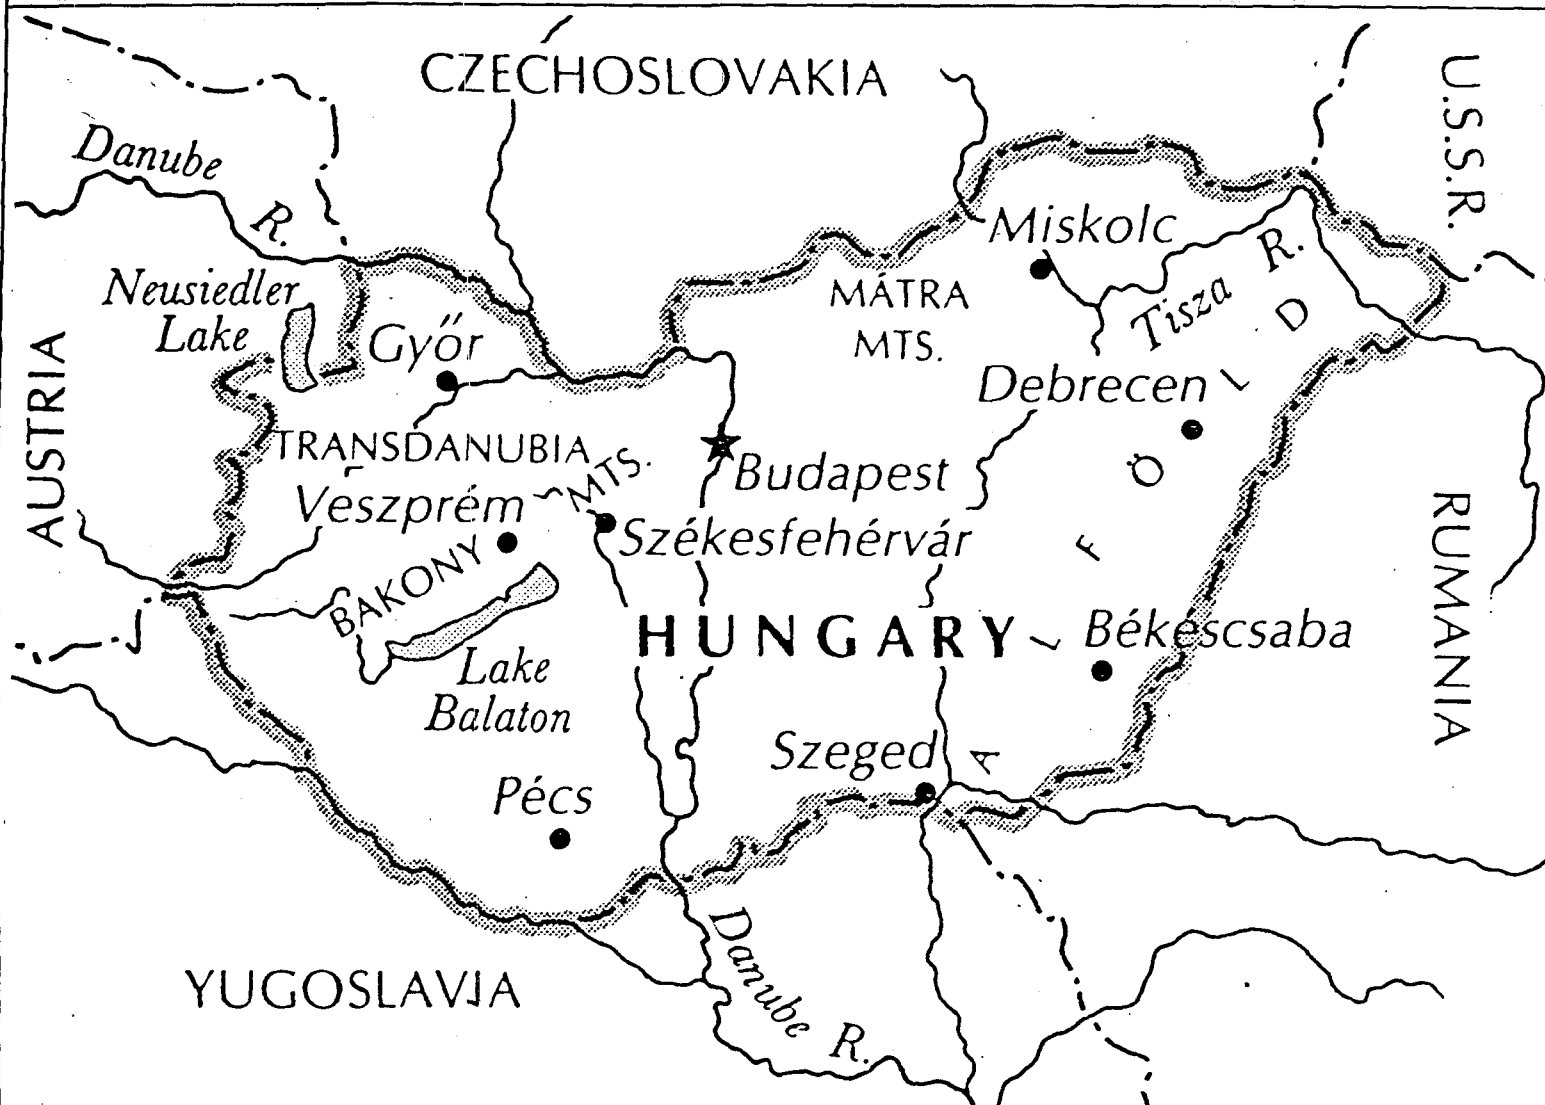 CZECHOSLOVAKIA
U.S.S.R.
Danube
R.
Miskolc
Neusiedler
Lake
MÁTRA
MTS.
Tisza R.
Győr
AUSTRIA
Debrecen
TRANSDANUBIA
Budapest
Veszprém
BAKONY MTS.
Székesfehérvár
RUMANIA
HUNGARY
ALFÖLD
Békéscsaba
Lake
Balaton
Szeged
Pécs
YUGOSLAVIA
Danube R.